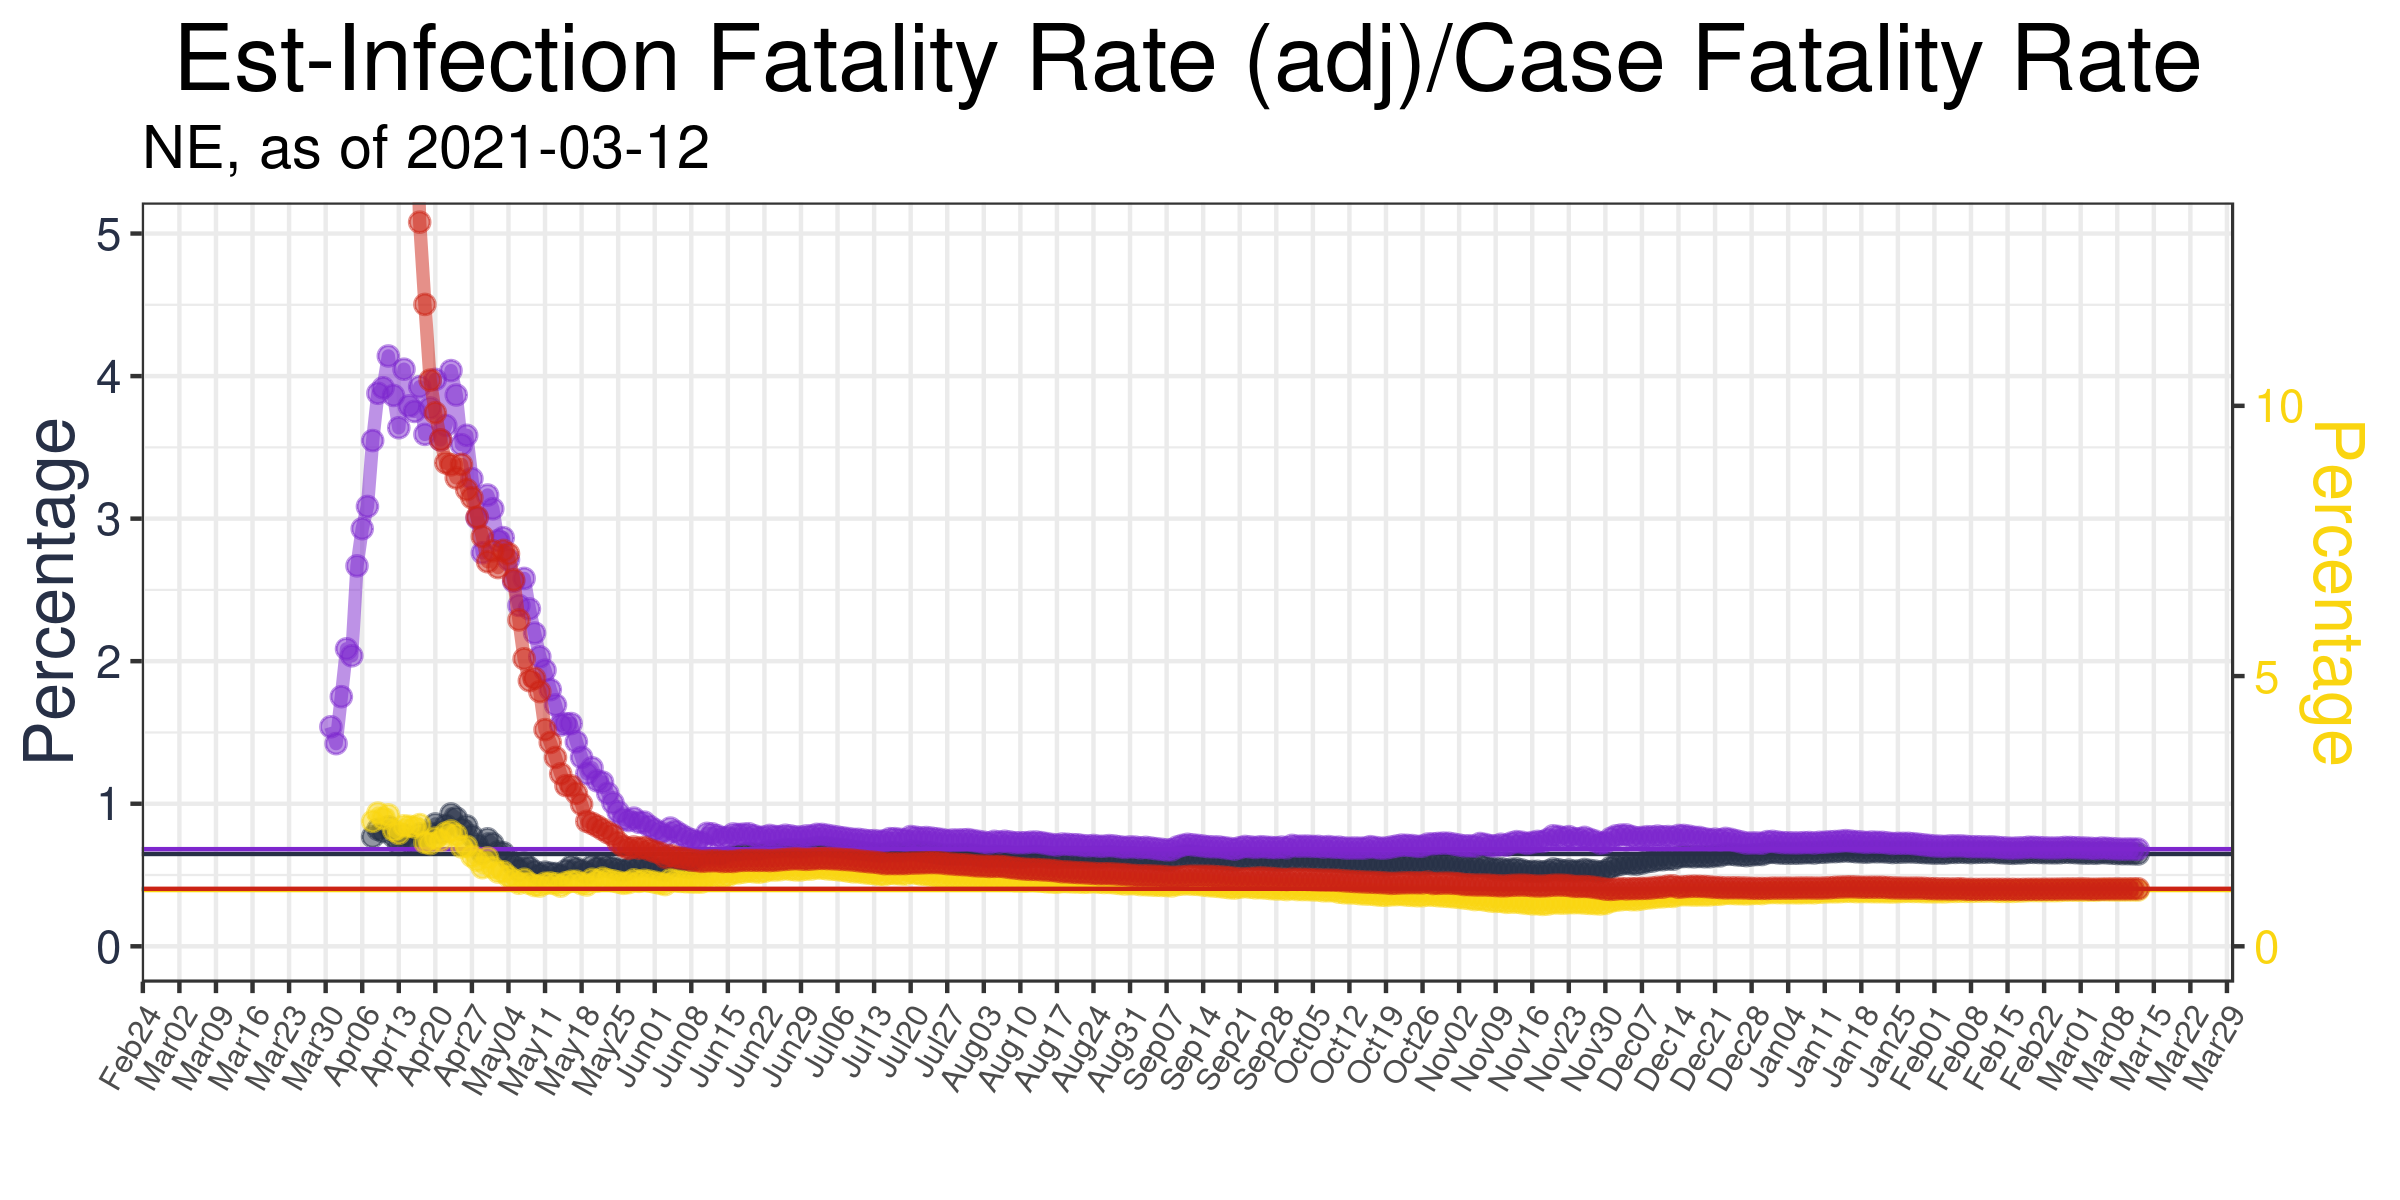 Est-Infection Fatality Rate (adj)/Case Fatality Rate
NE, as of 2021-03-12
Percentage
5
4
3
2
1
0
10
5
0
Percentage
Feb24
Mar02
Mar09
Mar16
Mar23
Mar30
Apr06
Apr13
Apr20
Apr27
May04
May11
May18
May25
Jun01
Jun08
Jun15
Jun22
Jun29
Jul06
Jul13
Jul20
Jul27
Aug03
Aug10
Aug17
Aug24
Aug31
Sep07
Sep14
Sep21
Sep28
Oct05
Oct12
Oct19
Oct26
Nov02
Nov09
Nov16
Nov23
Nov30
Dec07
Dec14
Dec21
Dec28
Jan04
Jan11
Jan18
Jan25
Feb01
Feb08
Feb15
Feb22
Mar01
Mar08
Mar15
Mar22
Mar29